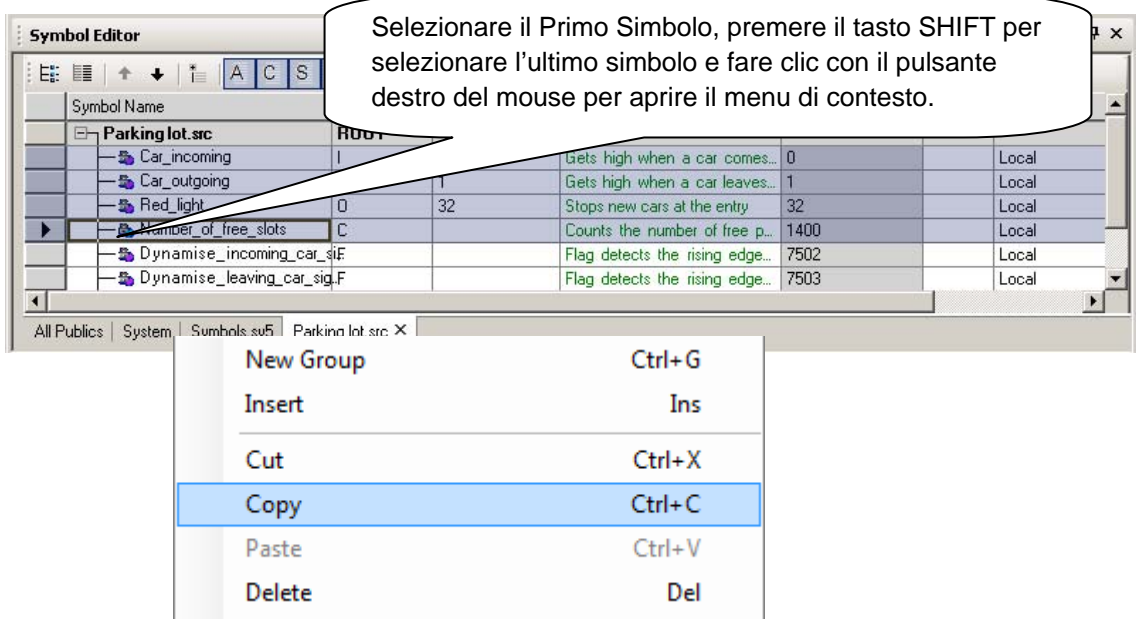 Symbol Editor
Selezionare il Primo Simbolo, premere il tasto SHIFT per
selezionare l'ultimo simbolo e fare clic con il pulsante
destro del mouse per aprire il menu di contesto.
A C S
Symbol Name
Parking lot.src ROOT
Car_incoming I Gets high when a car comes... 0 Local
Car_outgoing 1 Gets high when a car leaves... 1 Local
Red_light O 32 Stops new cars at the entry 32 Local
Number_of_free_slots C Counts the number of free p... 1400 Local
Dynamise_incoming_car_si F Flag detects the rising edge... 7502 Local
Dynamise_leaving_car_sig.. F Flag detects the rising edge... 7503 Local
All Publics System Symbols.sy5 Parking lot.src
New Group Ctrl+G
Insert Ins
Cut Ctrl+X
Copy Ctrl+C
Paste Ctrl+V
Delete Del